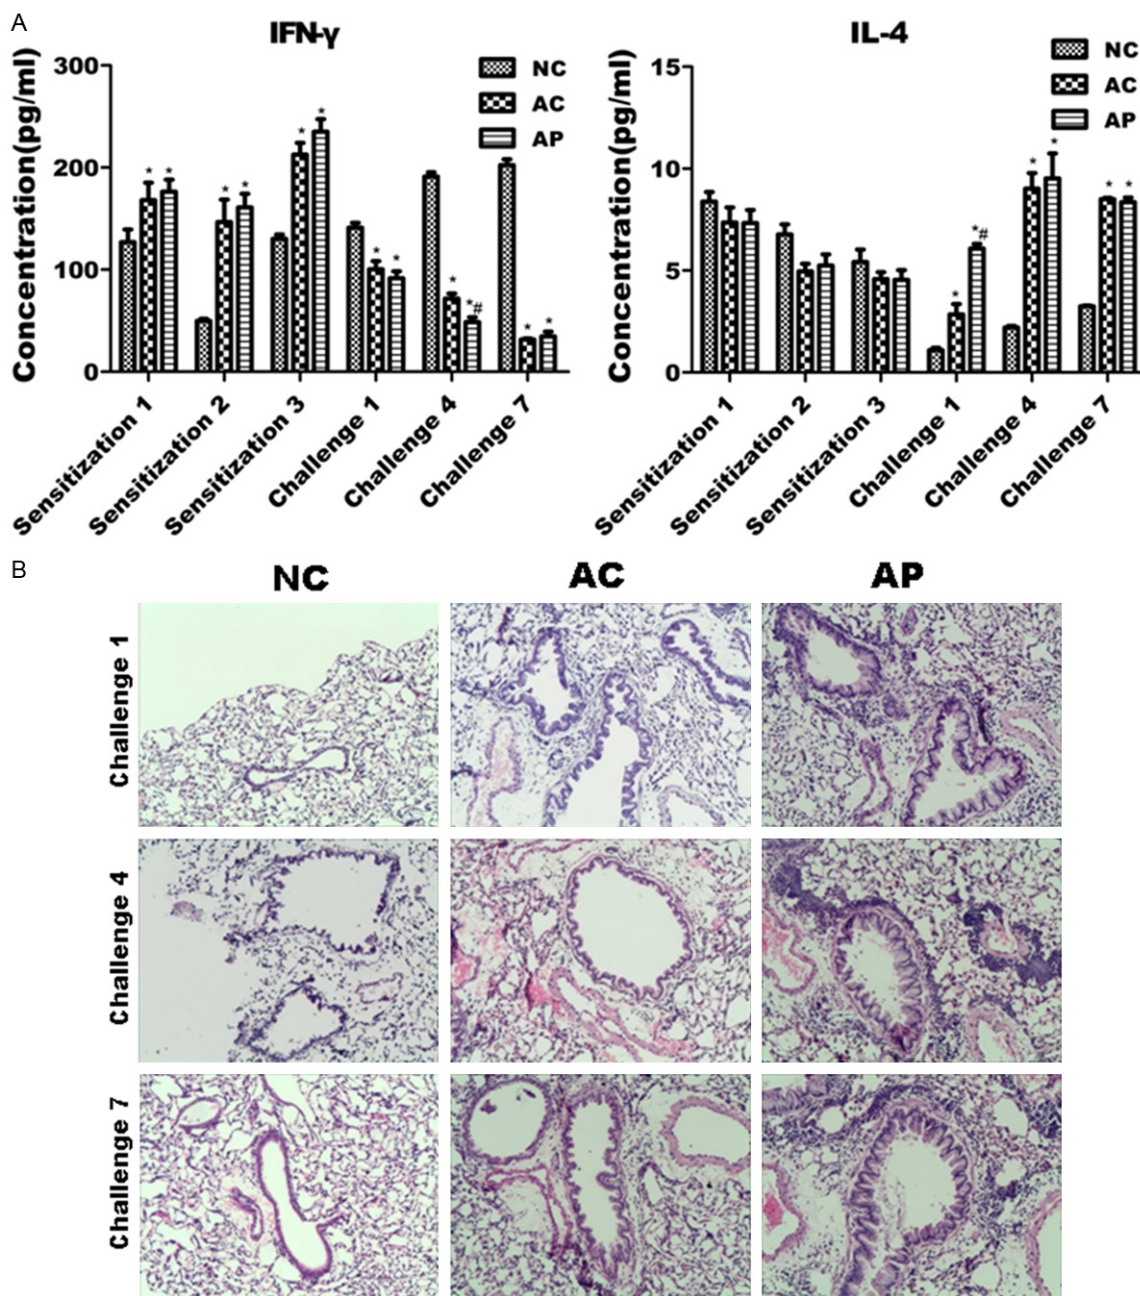 A
IFN-γ
Concentration(pg/ml)
300
200
100
0
NC
AC
AP
* * * * * * * * * * *# * *
Sensitization 1
Sensitization 2
Sensitization 3
Challenge 1
Challenge 4
Challenge 7
IL-4
Concentration(pg/ml)
15
10
5
0
NC
AC
AP
* *# * * * *
Sensitization 1
Sensitization 2
Sensitization 3
Challenge 1
Challenge 4
Challenge 7
B
NC AC AP
Challenge 1
Challenge 4
Challenge 7